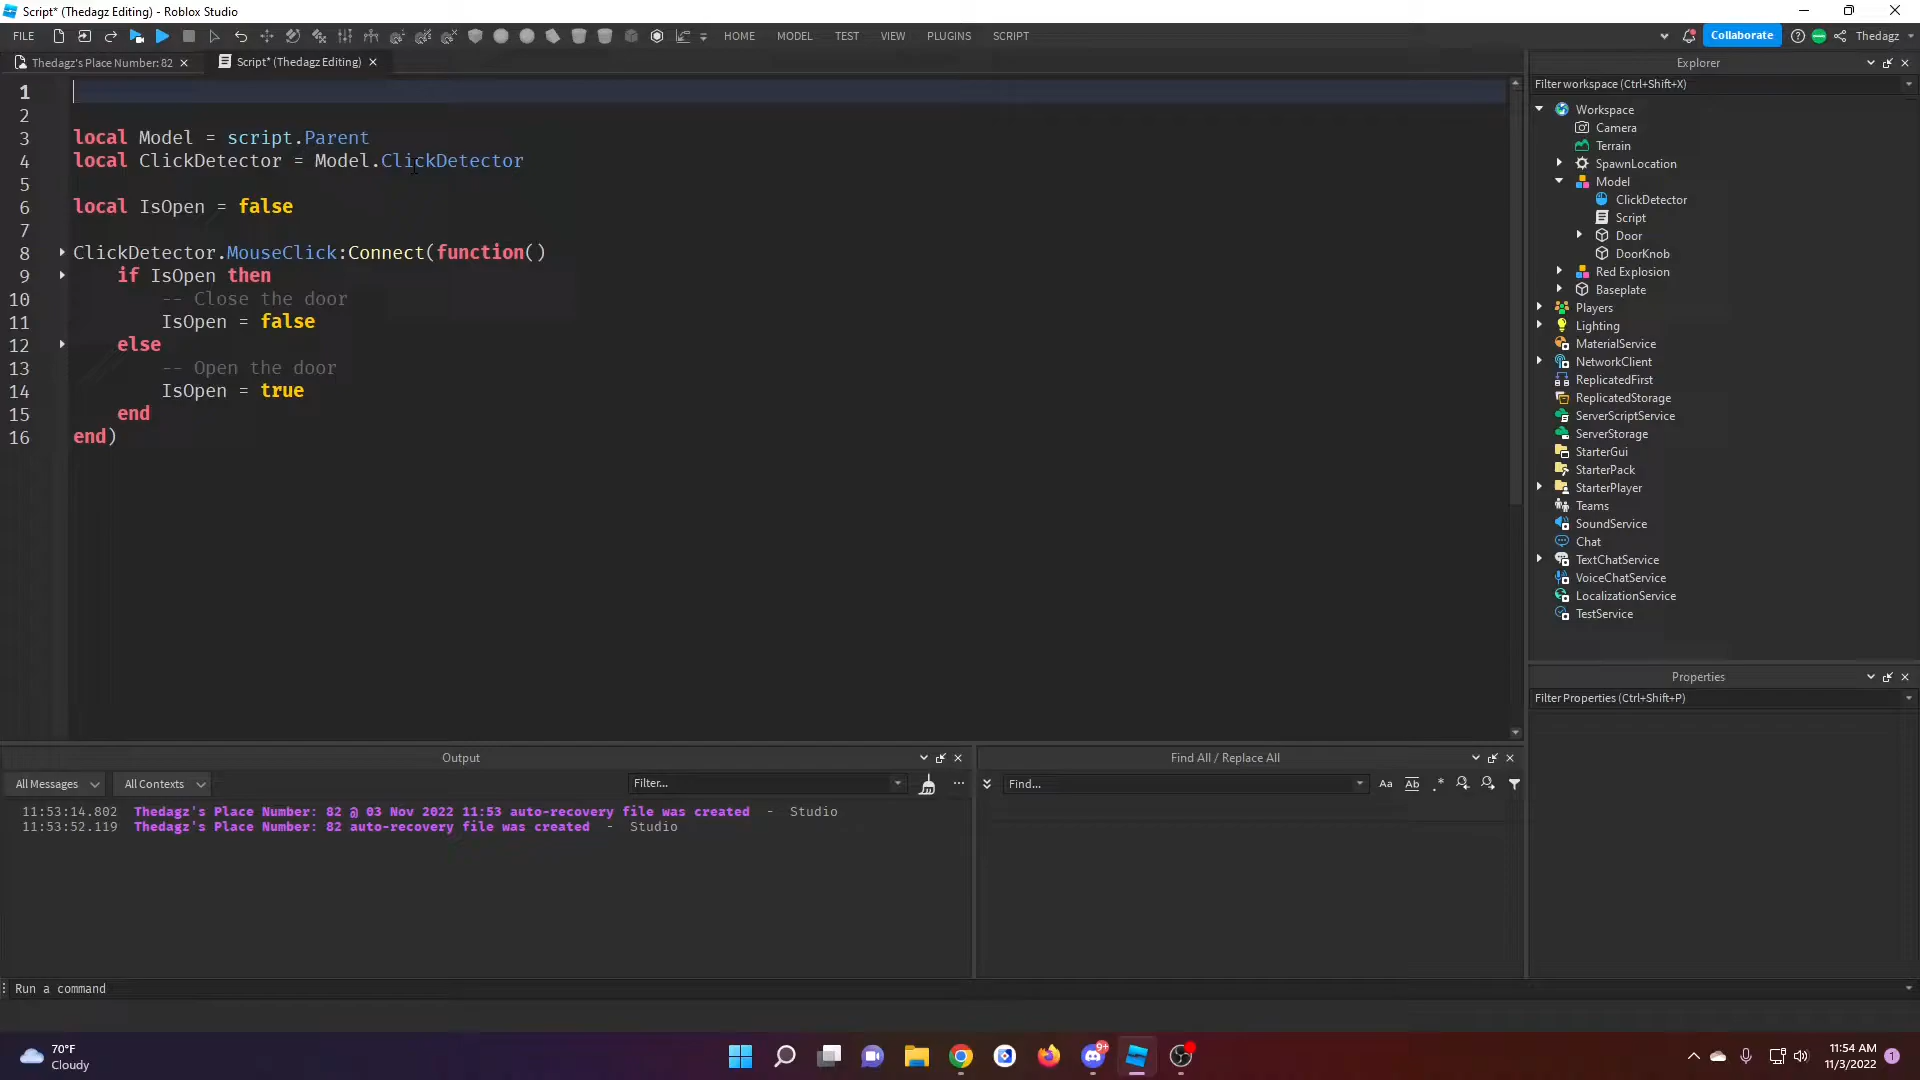 Script* (Thedagz Editing) - Roblox Studio
FILE HOME MODEL TEST VIEW PLUGINS SCRIPT Collaborate Thedagz
Thedagz's Place Number: 82
Script* (Thedagz Editing)
1
2
3 local Model = script.Parent
4 local ClickDetector = Model.ClickDetector
5
6 local IsOpen = false
7
8 ClickDetector.MouseClick:Connect(function()
9 if IsOpen then
10 -- Close the door
11 IsOpen = false
12 else
13 -- Open the door
14 IsOpen = true
15 end
16 end)
Explorer
Filter workspace (Ctrl+Shift+X)
Workspace
Camera
Terrain
SpawnLocation
Model
ClickDetector
Script
Door
DoorKnob
Red Explosion
Baseplate
Players
Lighting
MaterialService
NetworkClient
ReplicatedFirst
ReplicatedStorage
ServerScriptService
ServerStorage
StarterGui
StarterPack
StarterPlayer
Teams
SoundService
Chat
TextChatService
VoiceChatService
LocalizationService
TestService
Properties
Filter Properties (Ctrl+Shift+P)
Output
All Messages All Contexts Filter...
11:53:14.802 Thedagz's Place Number: 82 @ 03 Nov 2022 11:53 auto-recovery file was created - Studio
11:53:52.119 Thedagz's Place Number: 82 auto-recovery file was created - Studio
Find All / Replace All
Find... Aa Ab .*
Run a command
70°F
Cloudy
9+
11:54 AM
11/3/2022
1